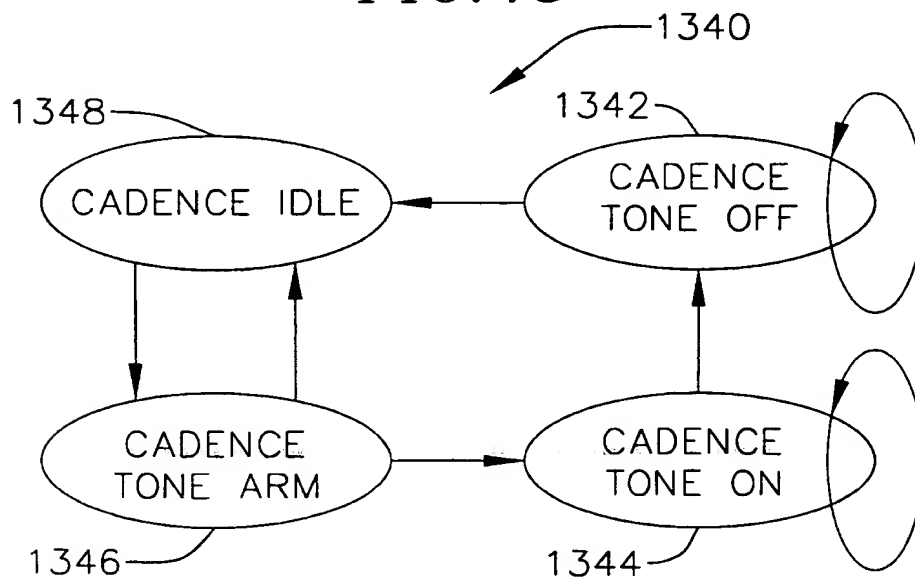 1340
1348
1342
CADENCE IDLE
CADENCE
TONE OFF
CADENCE
TONE ARM
CADENCE
TONE ON
1346
1344